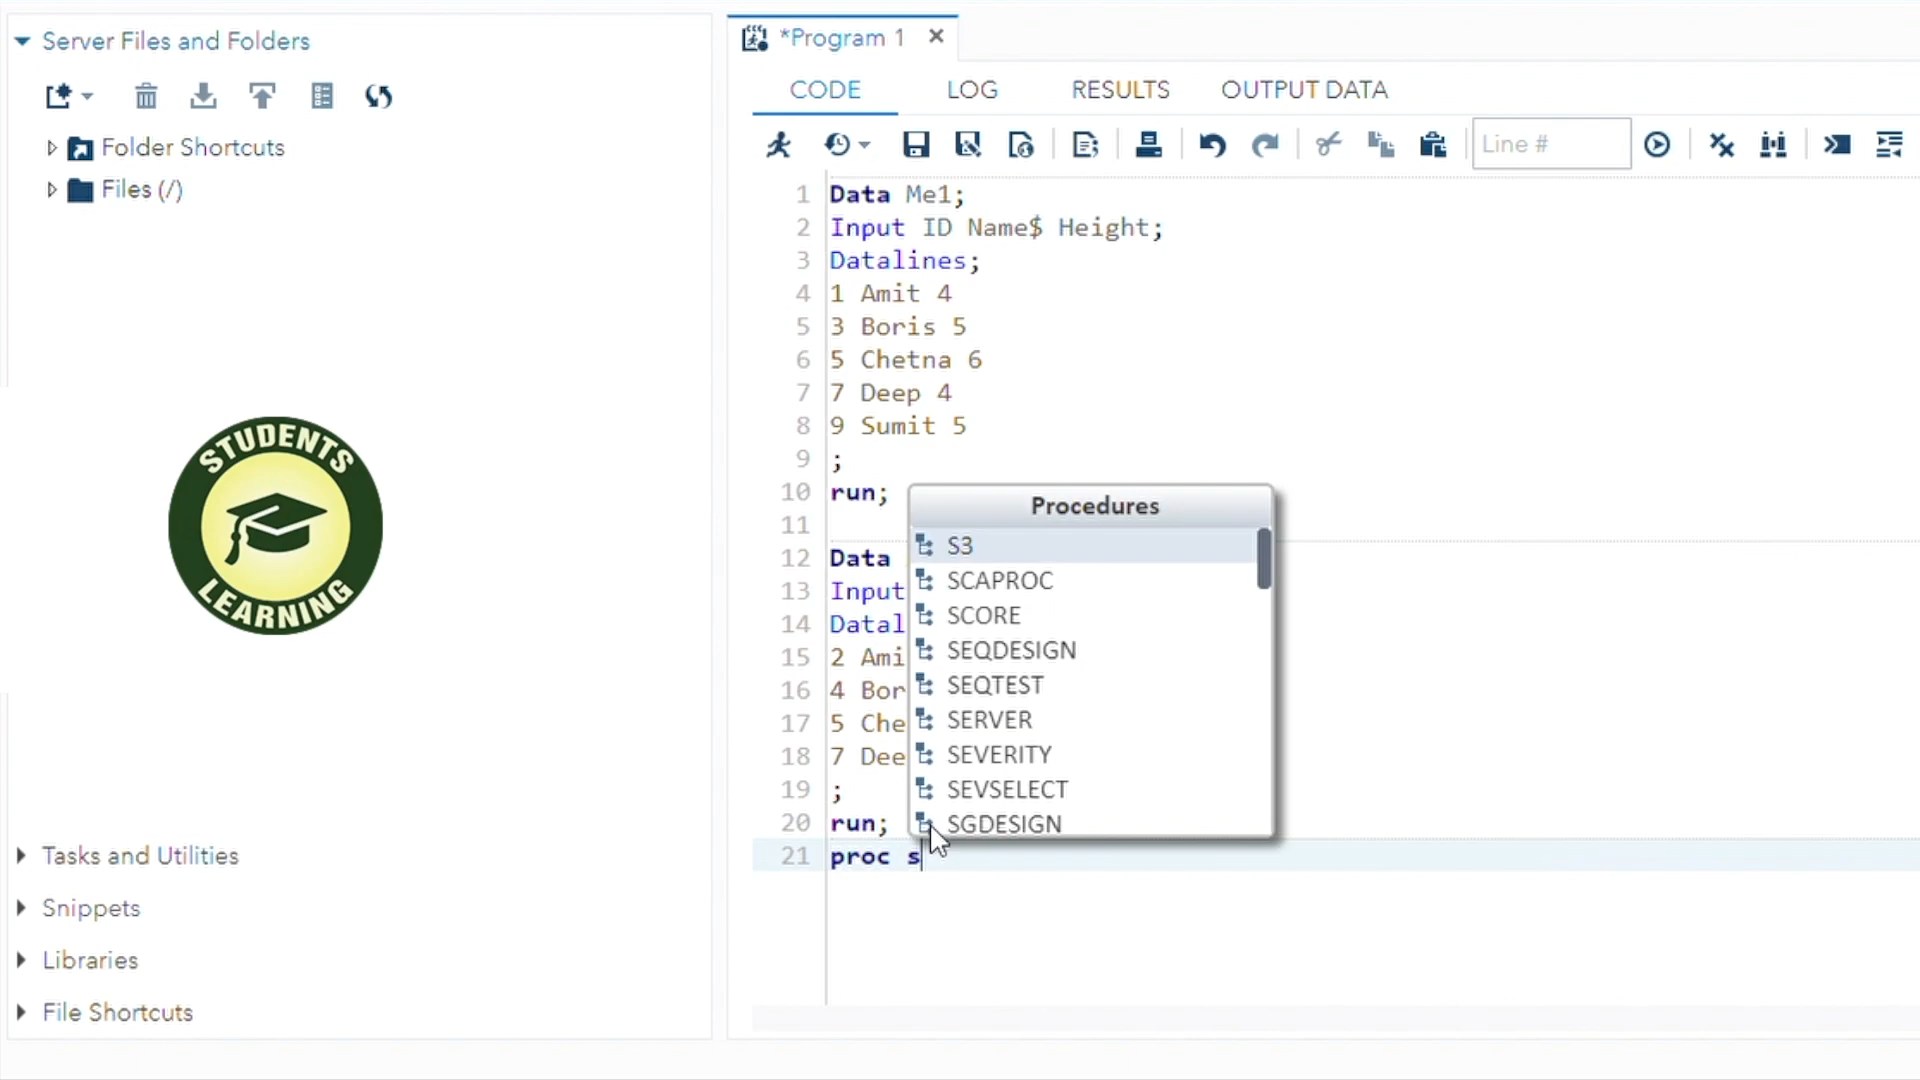 Server Files and Folders
Folder Shortcuts
Files (/)
STUDENTS
LEARNING
Tasks and Utilities
Snippets
Libraries
File Shortcuts
*Program 1
CODE LOG RESULTS OUTPUT DATA
Line #
1 Data Me1;
2 Input ID Name$ Height;
3 Datalines;
4 1 Amit 4
5 3 Boris 5
6 5 Chetna 6
7 7 Deep 4
8 9 Sumit 5
9 ;
10 run;
11
12 Data
13 Input
14 Datal
15 2 Ami
16 4 Bor
17 5 Che
18 7 Dee
19 ;
20 run;
21 proc s
Procedures
S3
SCAPROC
SCORE
SEQDESIGN
SEQTEST
SERVER
SEVERITY
SEVSELECT
SGDESIGN